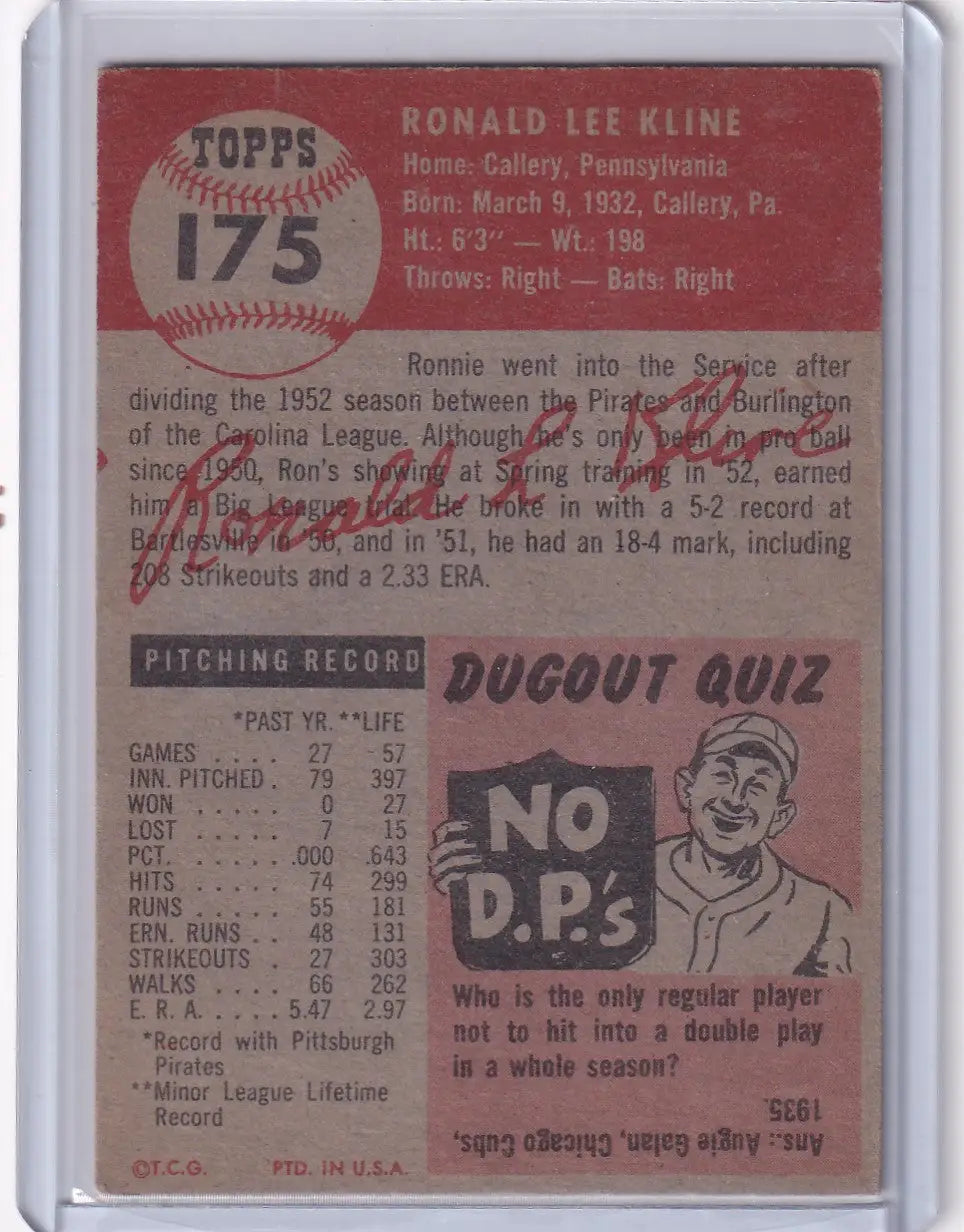 TOPPS
175
RONALD LEE KLINE
Home: Callery, Pennsylvania
Born: March 9, 1932, Callery, Pa.
Ht.: 6'3" — Wt.: 198
Throws: Right — Bats: Right
Ronnie went into the Service after
dividing the 1952 season between the Pirates and Burlington
of the Carolina League. Although he's only been in pro ball
since 1950, Ron's showing at Spring training in '52, earned
him a Big League trial. He broke in with a 5-2 record at
Bartlesville in '50, and in '51, he had an 18-4 mark, including
208 Strikeouts and a 2.33 ERA.
Ronald L Kline
PITCHING RECORD
*PAST YR. **LIFE
GAMES .... 27 57
INN. PITCHED . 79 397
WON ..... 0 27
LOST ..... 7 15
PCT. ...... .000 .643
HITS ..... 74 299
RUNS ..... 55 181
ERN. RUNS .. 48 131
STRIKEOUTS . 27 303
WALKS .... 66 262
E. R. A. .... 5.47 2.97
*Record with Pittsburgh
Pirates
**Minor League Lifetime
Record
©T.C.G. PTD. IN U.S.A.
DUGOUT QUIZ
NO
D.P.'s
Who is the only regular player
not to hit into a double play
in a whole season?
Ans.: Augie Galan, Chicago Cubs,
1935.